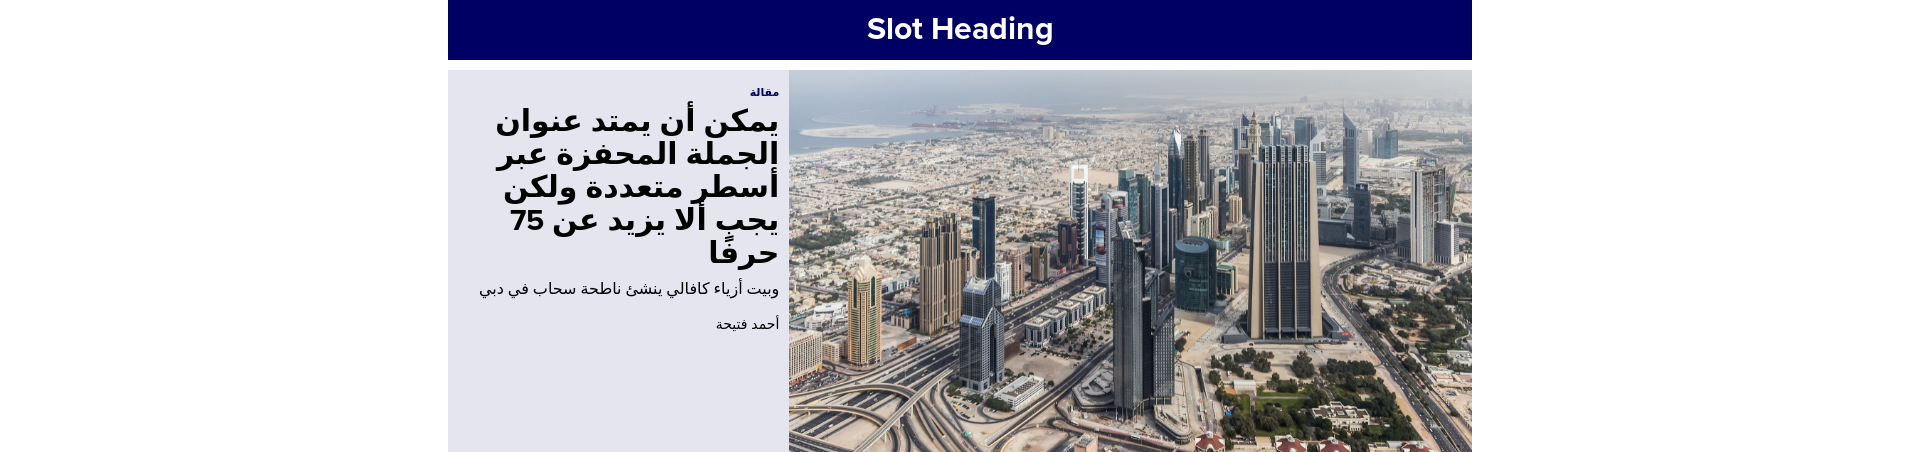 Slot Heading
مقالة
يمكن أن يمتد عنوان
الجملة المحفزة عبر
أسطر متعددة ولكن
يجب ألا يزيد عن 75
حرفًا
وبيت أزياء كافالي ينشئ ناطحة سحاب في دبي
أحمد فتيحة